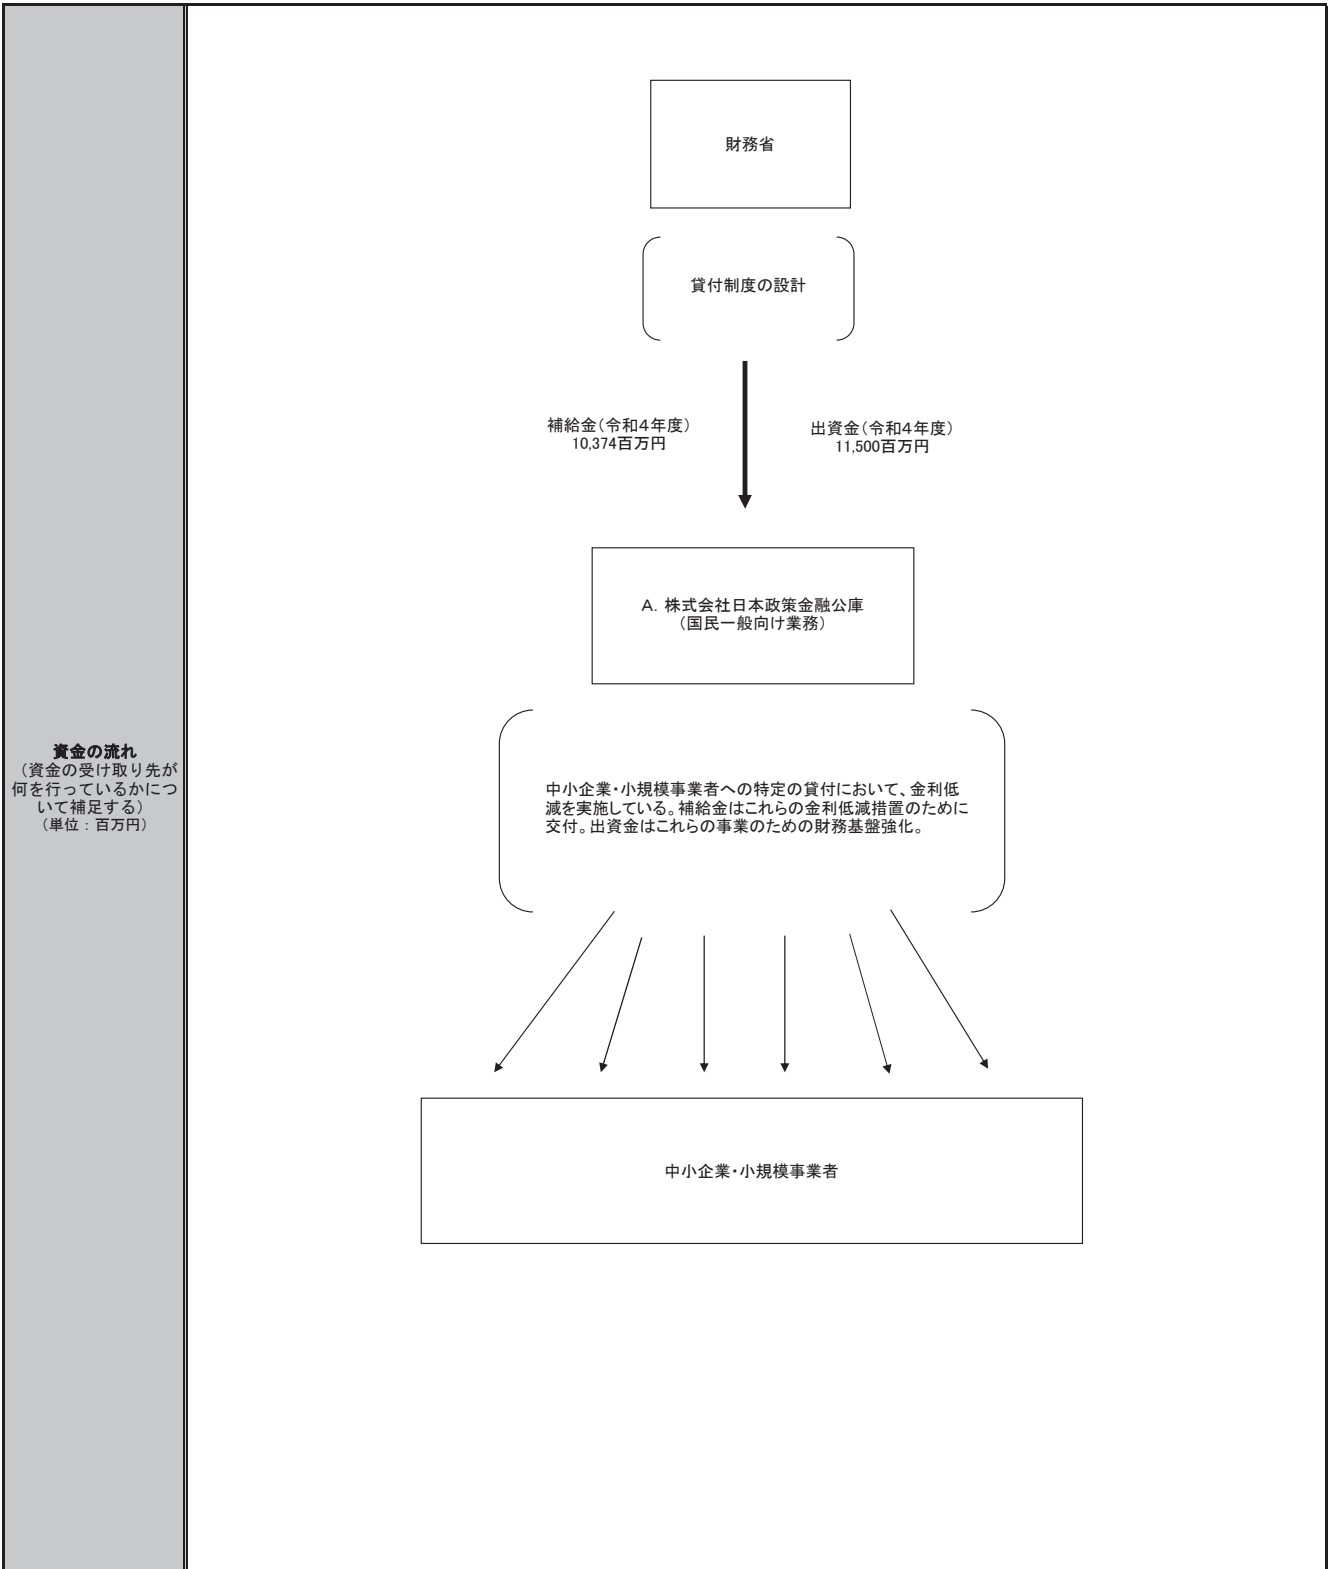 財務省
貸付制度の設計
補給金（令和４年度）
10,374百万円
出資金（令和４年度）
11,500百万円
Ａ．株式会社日本政策金融公庫
（国民一般向け業務）
資金の流れ
（資金の受け取り先が
何を行っているかにつ
いて補足する）
（単位：百万円）
中小企業・小規模事業者への特定の貸付において、金利低
減を実施している。補給金はこれらの金利低減措置のために
交付。出資金はこれらの事業のための財務基盤強化。
中小企業・小規模事業者